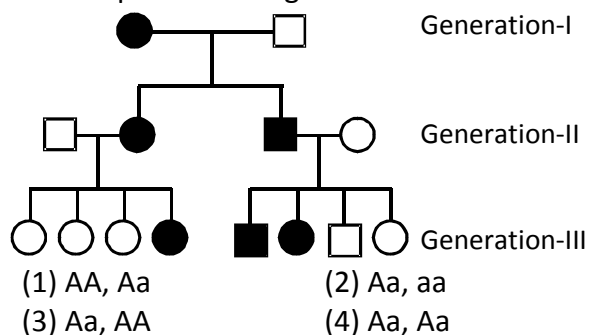 Generation-I
Generation-II
Generation-III
(1) AA, Aa (2) Aa, aa
(3) Aa, AA (4) Aa, Aa